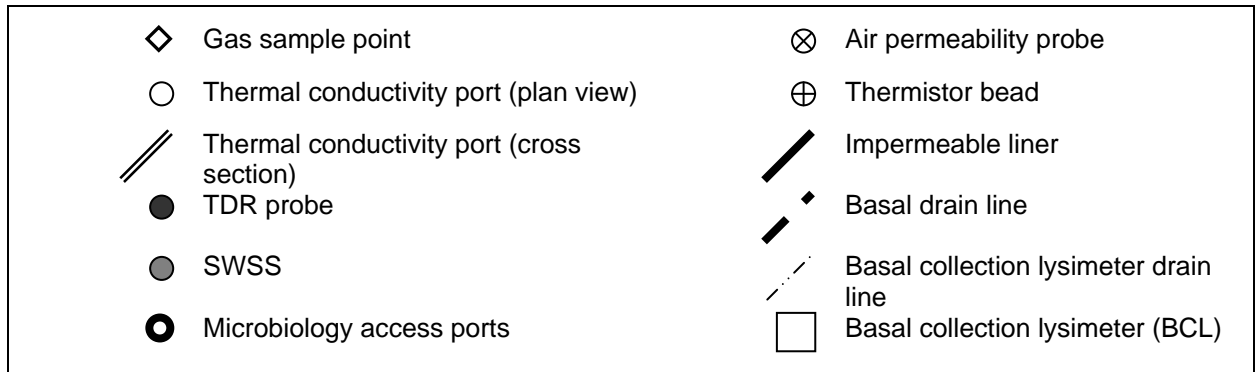 Gas sample point
Thermal conductivity port (plan view)
Thermal conductivity port (cross
section)
TDR probe
SWSS
Microbiology access ports
Air permeability probe
Thermistor bead
Impermeable liner
Basal drain line
Basal collection lysimeter drain
line
Basal collection lysimeter (BCL)